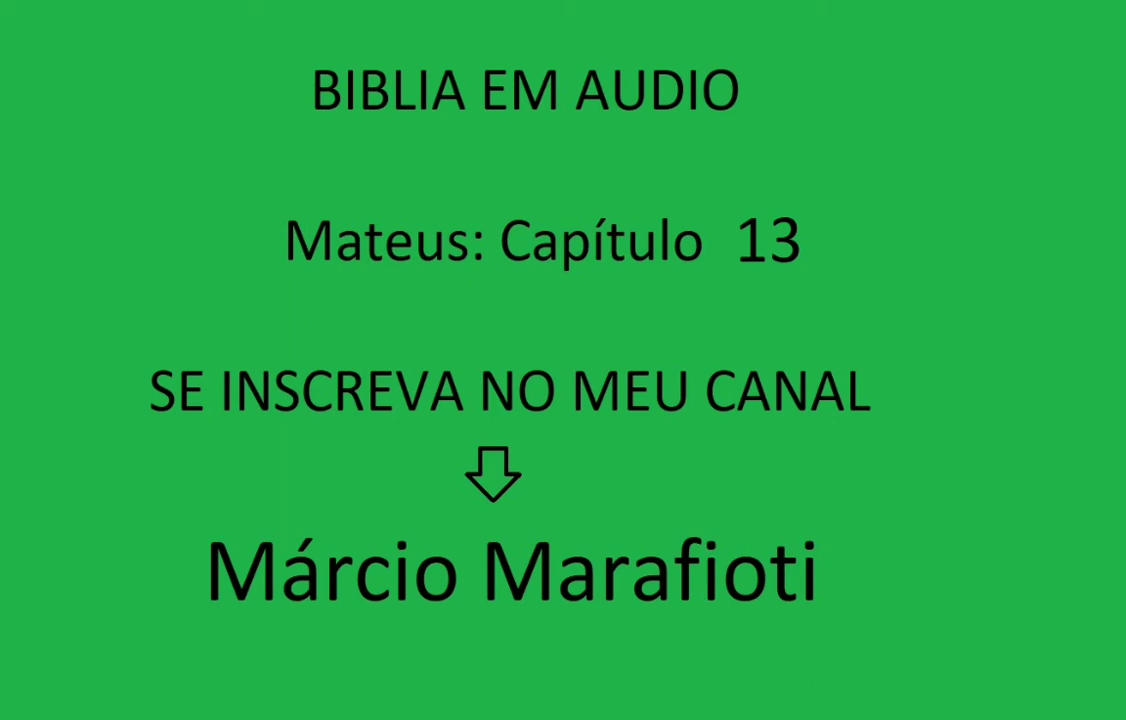 BIBLIA EM AUDIO
Mateus: Capítulo 13
SE INSCREVA NO MEU CANAL
Márcio Marafioti